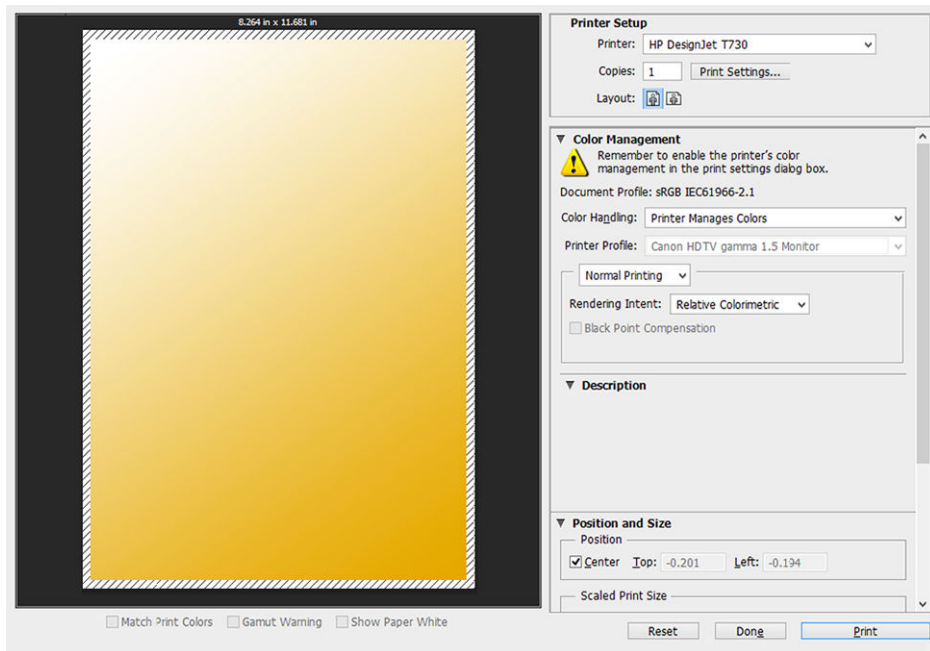 8.264 in x 11.681 in
Printer Setup
Printer: HP DesignJet T730
Copies: 1 Print Settings...
Layout:
Color Management
Remember to enable the printer's color
management in the print settings dialog box.
Document Profile: sRGB IEC61966-2.1
Color Handling: Printer Manages Colors
Printer Profile: Canon HDTV gamma 1.5 Monitor
Normal Printing
Rendering Intent: Relative Colorimetric
Black Point Compensation
Description
Position and Size
Position
Center Top: -0.201 Left: -0.194
Scaled Print Size
Match Print Colors Gamut Warning Show Paper White
Reset Done Print